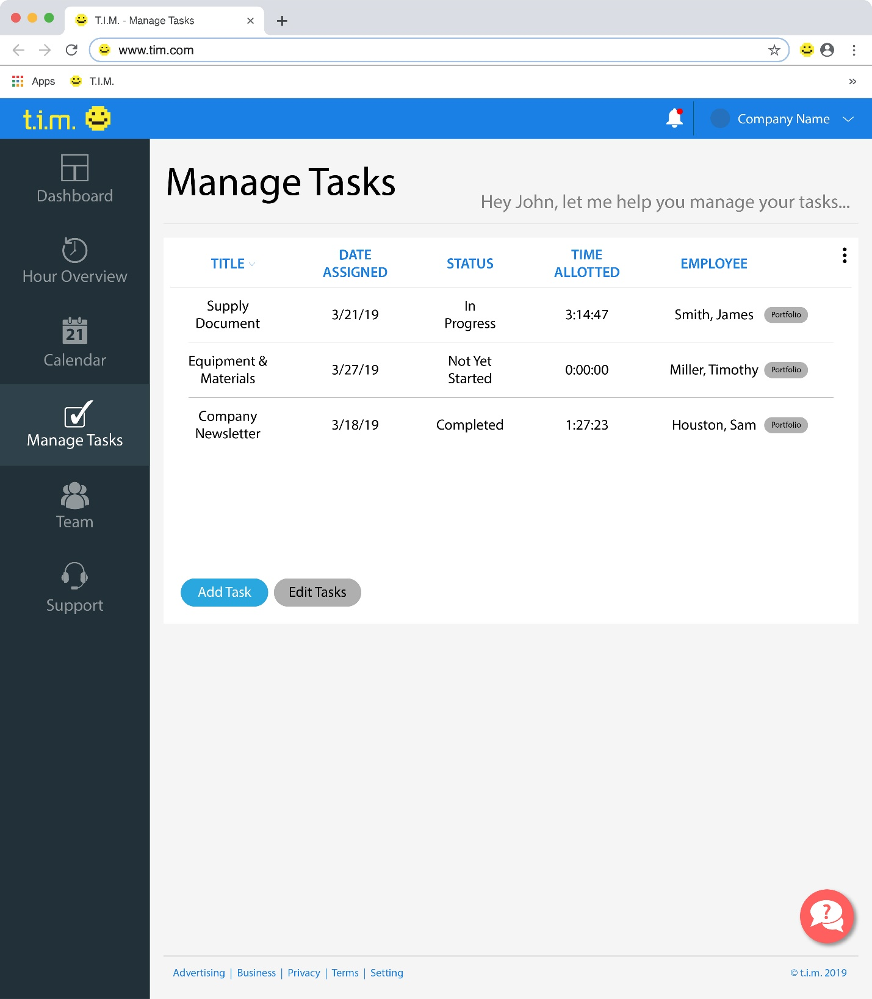 T.I.M. - Manage Tasks
www.tim.com
Apps
T.I.M.
t.i.m.
Company Name
Dashboard
Hour Overview
21
Calendar
Manage Tasks
Team
Support
Manage Tasks
Hey John, let me help you manage your tasks...
TITLE
DATE
ASSIGNED
STATUS
TIME
ALLOTTED
EMPLOYEE
Supply
Document
3/21/19
In
Progress
3:14:47
Smith, James
Portfolio
Equipment &
Materials
3/27/19
Not Yet
Started
0:00:00
Miller, Timothy
Portfolio
Company
Newsletter
3/18/19
Completed
1:27:23
Houston, Sam
Portfolio
Add Task
Edit Tasks
?
Advertising | Business | Privacy | Terms | Setting
© t.i.m. 2019